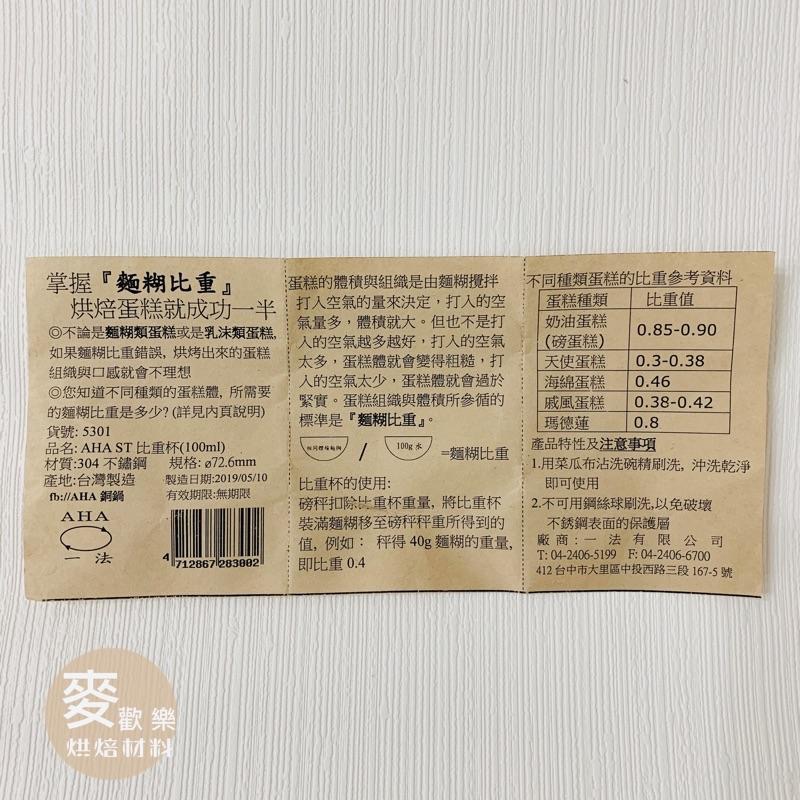 掌握『麵糊比重』
烘焙蛋糕就成功一半
◎不論是麵糊類蛋糕或是乳沫類蛋糕,
如果麵糊比重錯誤, 烘烤出來的蛋糕
組織與口感就會不理想
◎您知道不同種類的蛋糕體, 所需要
的麵糊比重是多少? (詳見內頁說明)
貨號: 5301
品名: AHA ST 比重杯(100ml)
材質:304 不鏽鋼 規格: ø72.6mm
產地:台灣製造 製造日期:2019/05/10
fb://AHA 銅鍋 有效期限:無期限
AHA
一法
4 712867 283002
蛋糕的體積與組織是由麵糊攪拌
打入空氣的量來決定，打入的空
氣量多，體積就大。但也不是打
入的空氣越多越好，打入的空氣
太多，蛋糕體就會變得粗糙，打
入的空氣太少，蛋糕體就會過於
緊實。蛋糕組織與體積所參循的
標準是『麵糊比重』。
/ 100g 水 =麵糊比重
比重杯的使用:
磅秤扣除比重杯重量, 將比重杯
裝滿麵糊移至磅秤秤重所得到的
值, 例如： 秤得 40g 麵糊的重量,
即比重 0.4
不同種類蛋糕的比重參考資料
蛋糕種類 比重值
奶油蛋糕
(磅蛋糕) 0.85-0.90
天使蛋糕 0.3-0.38
海綿蛋糕 0.46
戚風蛋糕 0.38-0.42
瑪德蓮 0.8
產品特性及注意事項
1.用菜瓜布沾洗碗精刷洗, 沖洗乾淨
即可使用
2.不可用鋼絲球刷洗,以免破壞
不銹鋼表面的保護層
廠商:一法有限公司
T: 04-2406-5199 F: 04-2406-6700
412 台中市大里區中投西路三段 167-5 號
麥歡樂
烘焙材料